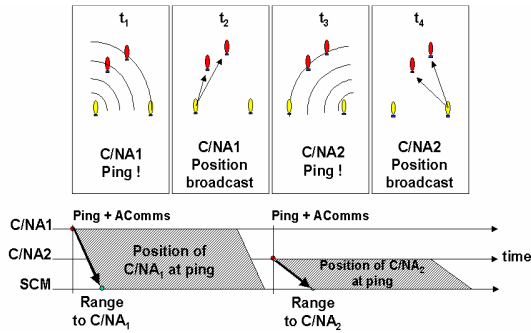 t1 t2 t3 t4
C/NA1 Ping !
C/NA1 Position broadcast
C/NA2 Ping !
C/NA2 Position broadcast
C/NA1
Ping + AComms
Ping + AComms
C/NA2
Position of
C/NA1 at ping
Position of C/NA2
at ping
time
SCM
Range
to C/NA1
Range
to C/NA2